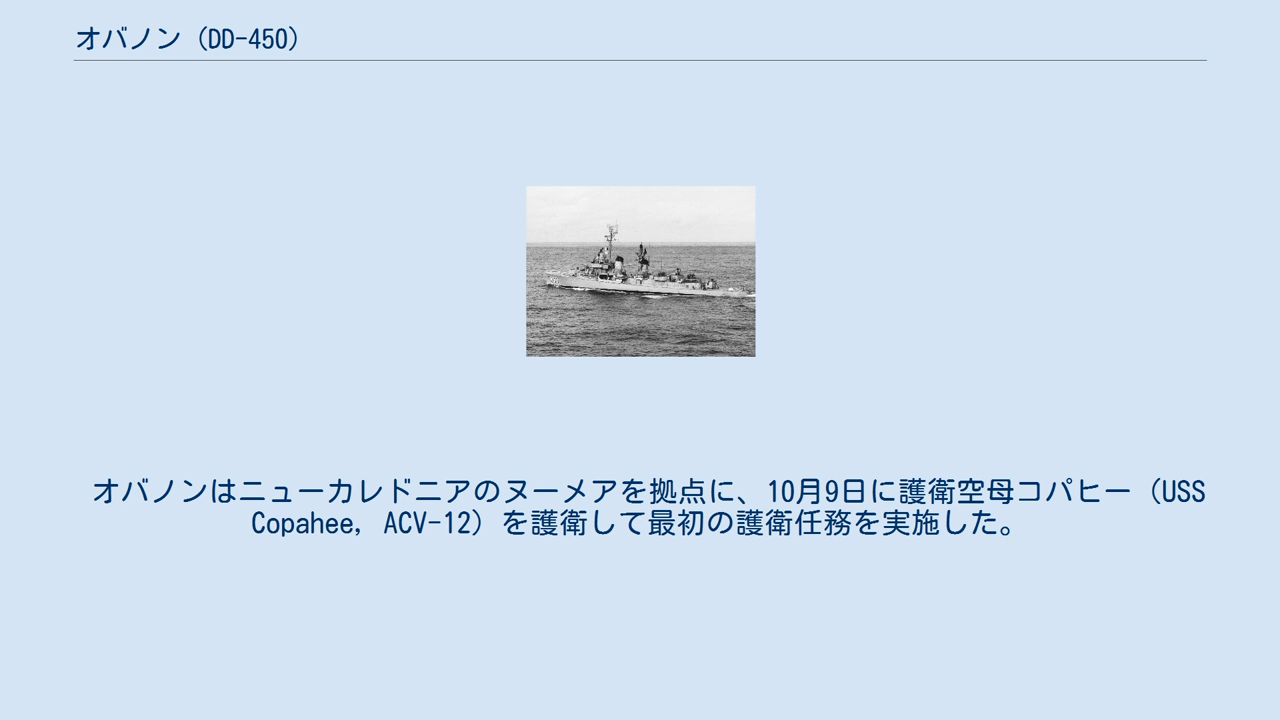 オバノン（DD-450）
オバノンはニューカレドニアのヌーメアを拠点に、10月9日に護衛空母コパヒー（USS
Copahee, ACV-12）を護衛して最初の護衛任務を実施した。